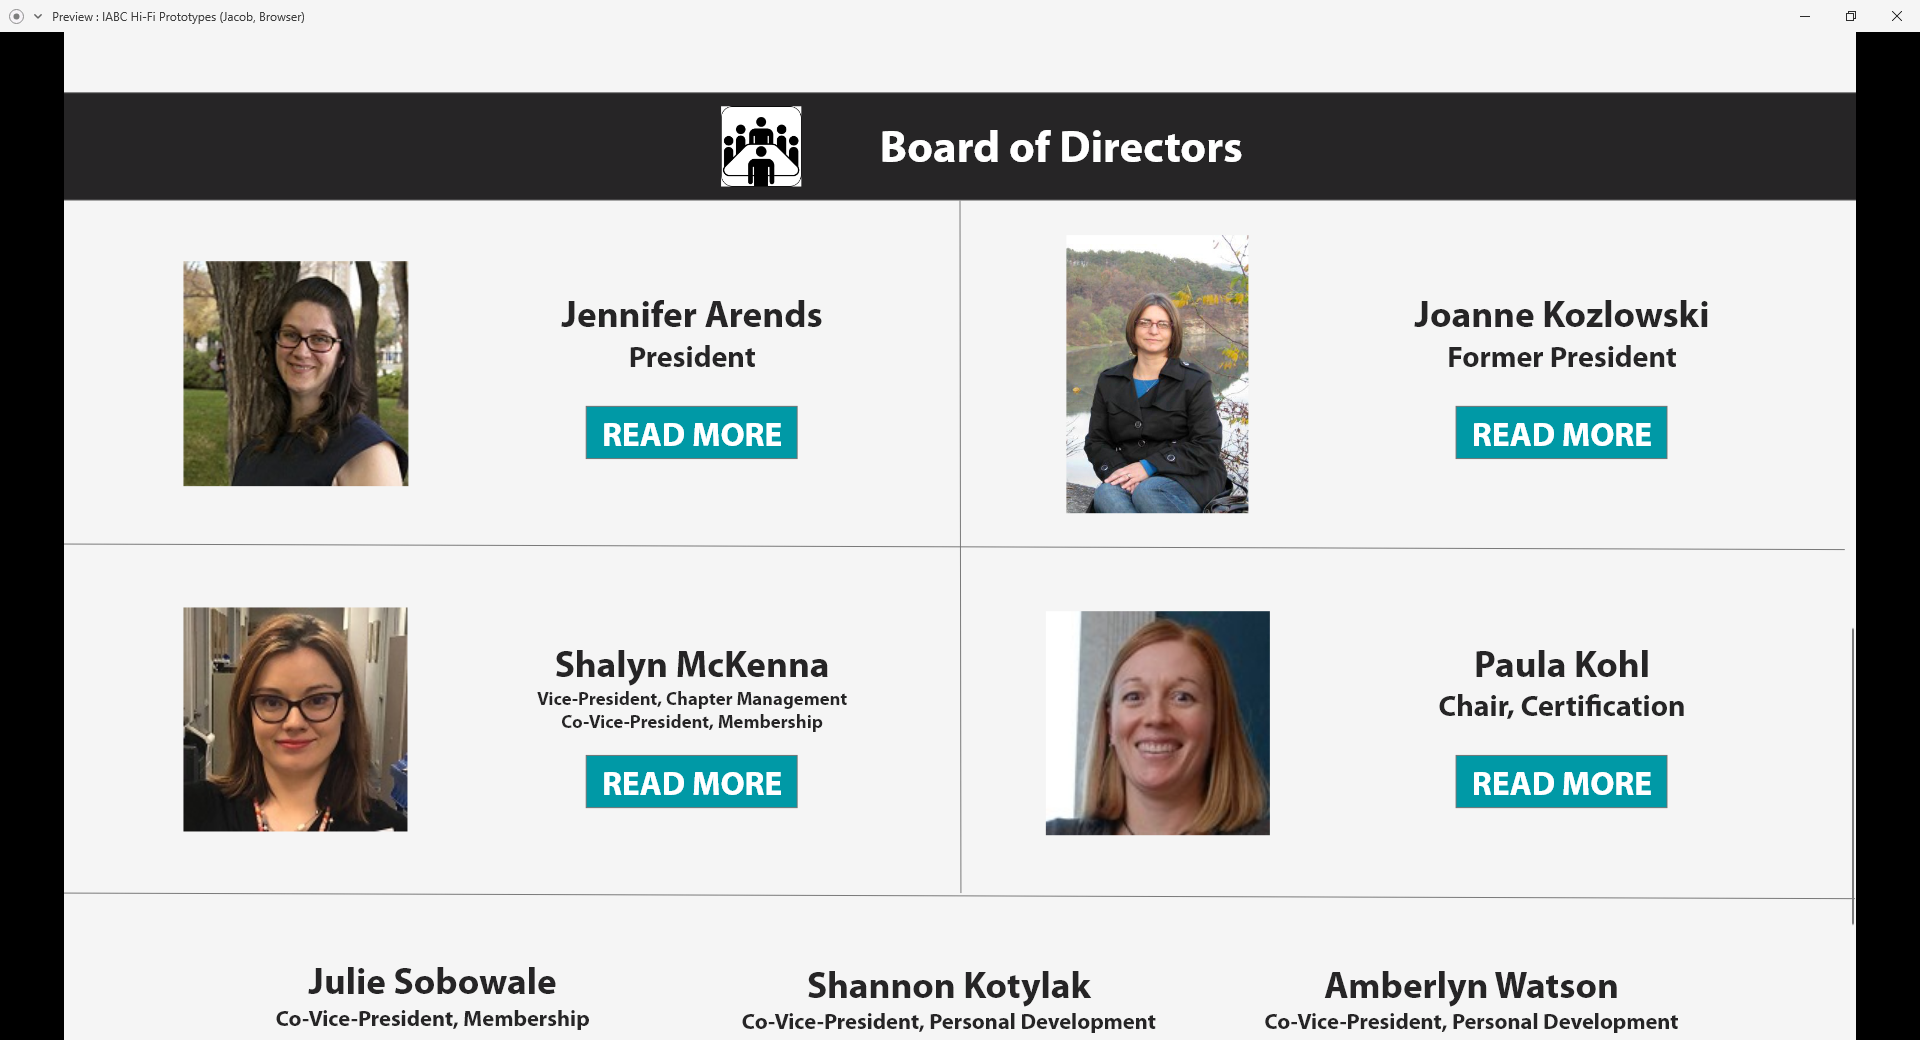 Preview : IABC Hi-Fi Prototypes (Jacob, Browser)
Board of Directors
Jennifer Arends
President
READ MORE
Joanne Kozlowski
Former President
READ MORE
Shalyn McKenna
Vice-President, Chapter Management
Co-Vice-President, Membership
READ MORE
Paula Kohl
Chair, Certification
READ MORE
Julie Sobowale
Co-Vice-President, Membership
Shannon Kotylak
Co-Vice-President, Personal Development
Amberlyn Watson
Co-Vice-President, Personal Development